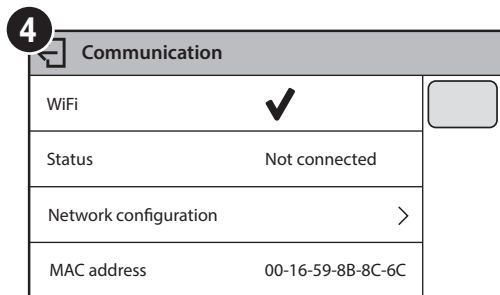 4
Communication
WiFi ✔
Status Not connected
Network configuration >
MAC address 00-16-59-8B-8C-6C